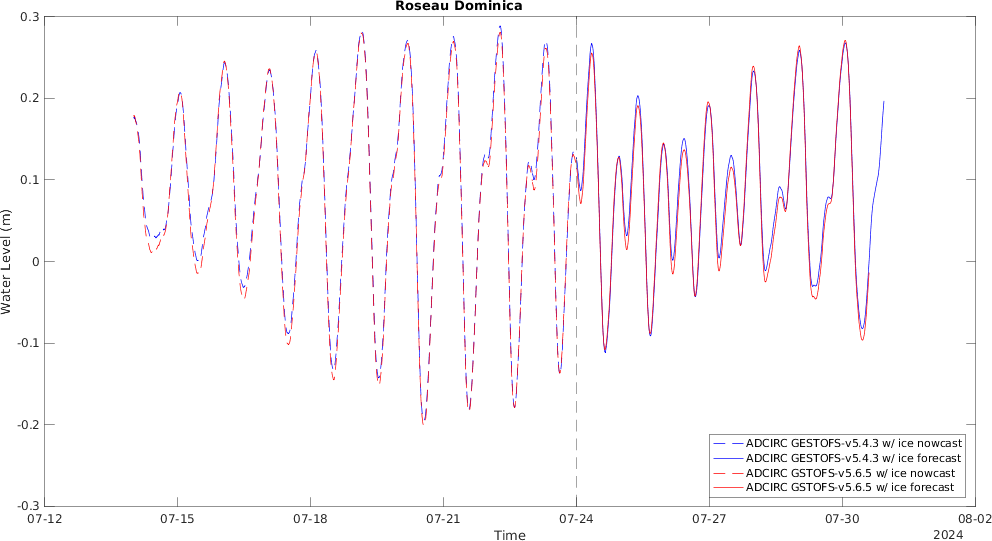 Roseau Dominica
0.3
0.2
0.1
0
-0.1
-0.2
-0.3
Water Level (m)
ADCIRC GESTOFS-v5.4.3 w/ ice nowcast
ADCIRC GESTOFS-v5.4.3 w/ ice forecast
ADCIRC GSTOFS-v5.6.5 w/ ice nowcast
ADCIRC GSTOFS-v5.6.5 w/ ice forecast
07-12 07-15 07-18 07-21 07-24 07-27 07-30 08-02
Time
2024